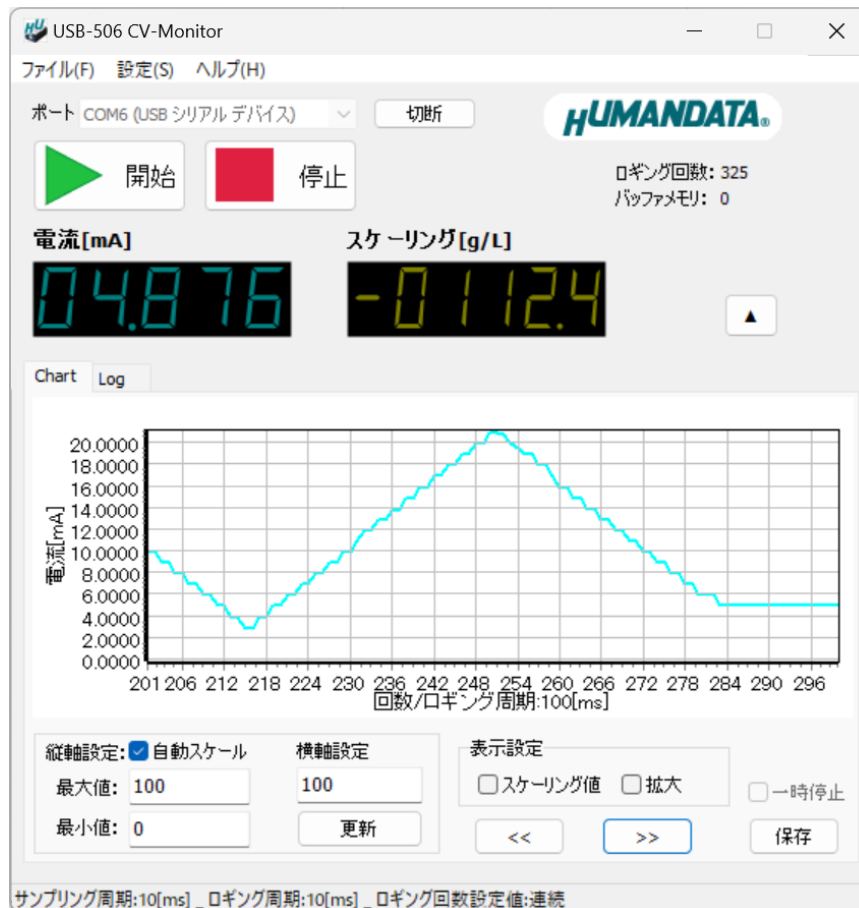 USB-506 CV-Monitor
ファイル(F) 設定(S) ヘルプ(H)
ポート COM6 (USB シリアル デバイス) 切断
HUMANDATA®
開始 停止
ロギング回数: 325
バッファメモリ: 0
電流[mA] スケーリング[g/L]
04.876 -0112.4
▲
Chart Log
電流[mA]
20.0000
18.0000
16.0000
14.0000
12.0000
10.0000
8.0000
6.0000
4.0000
2.0000
0.0000
201 206 212 218 224 230 236 242 248 254 260 266 272 278 284 290 296
回数/ロギング周期:100[ms]
縦軸設定: 自動スケール
最大値: 100
最小値: 0
横軸設定
100
更新
表示設定
スケーリング値 拡大
<< >>
一時停止
保存
サンプリング周期:10[ms] _ ロギング周期:10[ms] _ ロギング回数設定値:連続